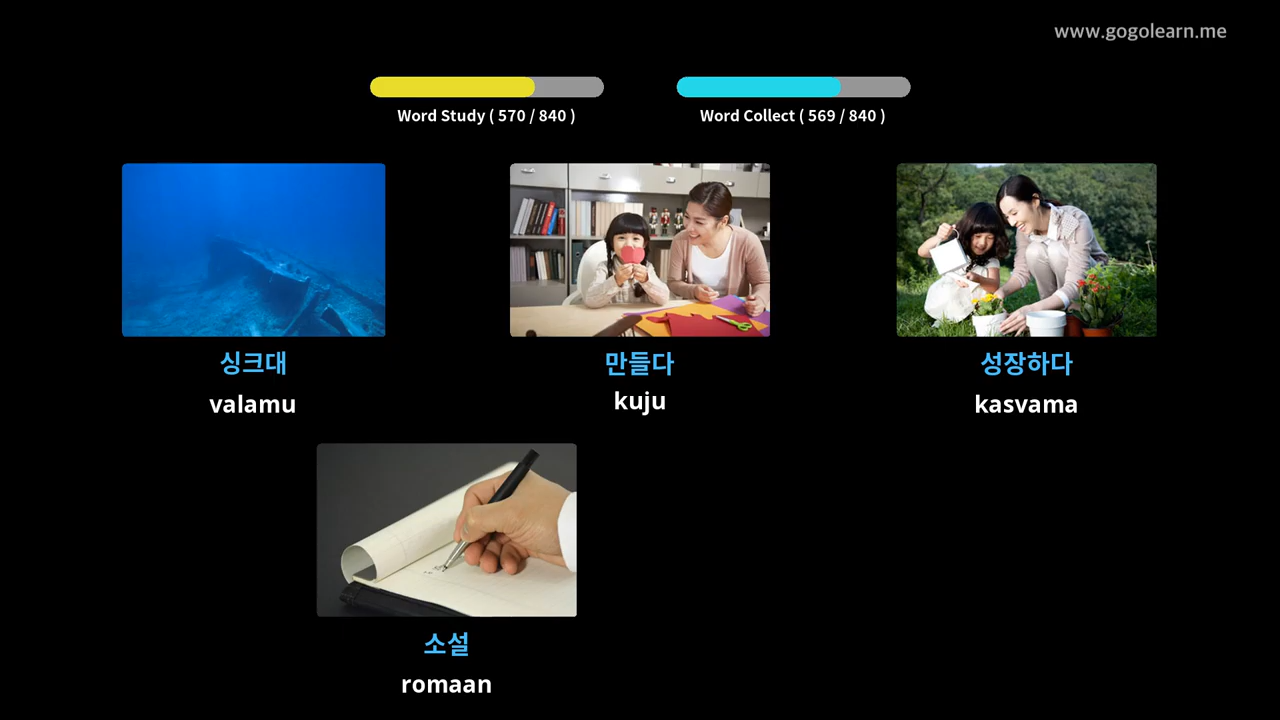 www.gogolearn.me
Word Study ( 570 / 840 )
Word Collect ( 569 / 840 )
싱크대
valamu
만들다
kuju
성장하다
kasvama
소설
romaan